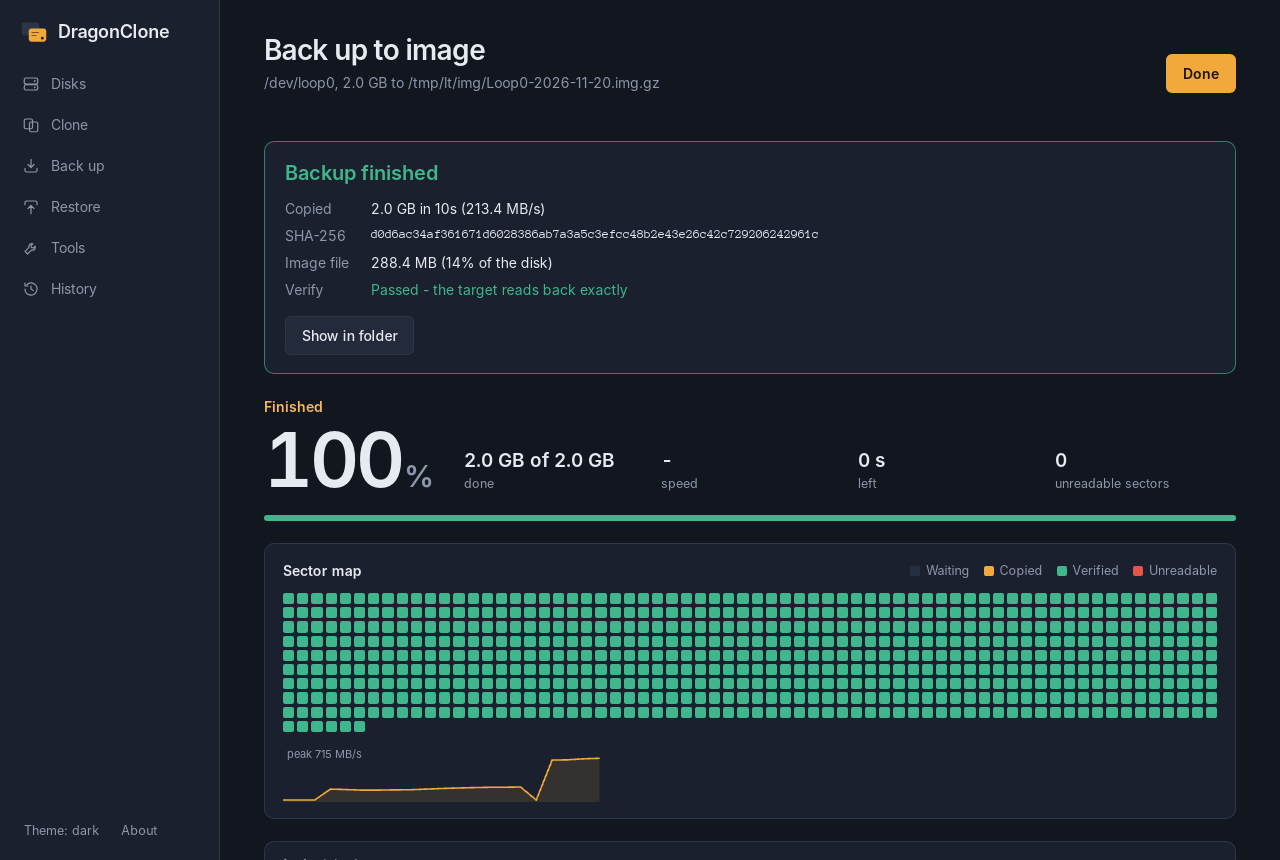 DragonClone
Disks
Clone
Back up
Restore
Tools
History
Theme: dark
About
Back up to image
/dev/loop0, 2.0 GB to /tmp/lt/img/Loop0-2026-11-20.img.gz
Done
Backup finished
Copied 2.0 GB in 10s (213.4 MB/s)
SHA-256 d0d6ac34af361671d6028386ab7a3a5c3efcc48b2e43e26c42c729206242961c
Image file 288.4 MB (14% of the disk)
Verify Passed - the target reads back exactly
Show in folder
Finished
100%
2.0 GB of 2.0 GB
done
-
speed
0 s
left
0
unreadable sectors
Sector map
Waiting Copied Verified Unreadable
peak 715 MB/s